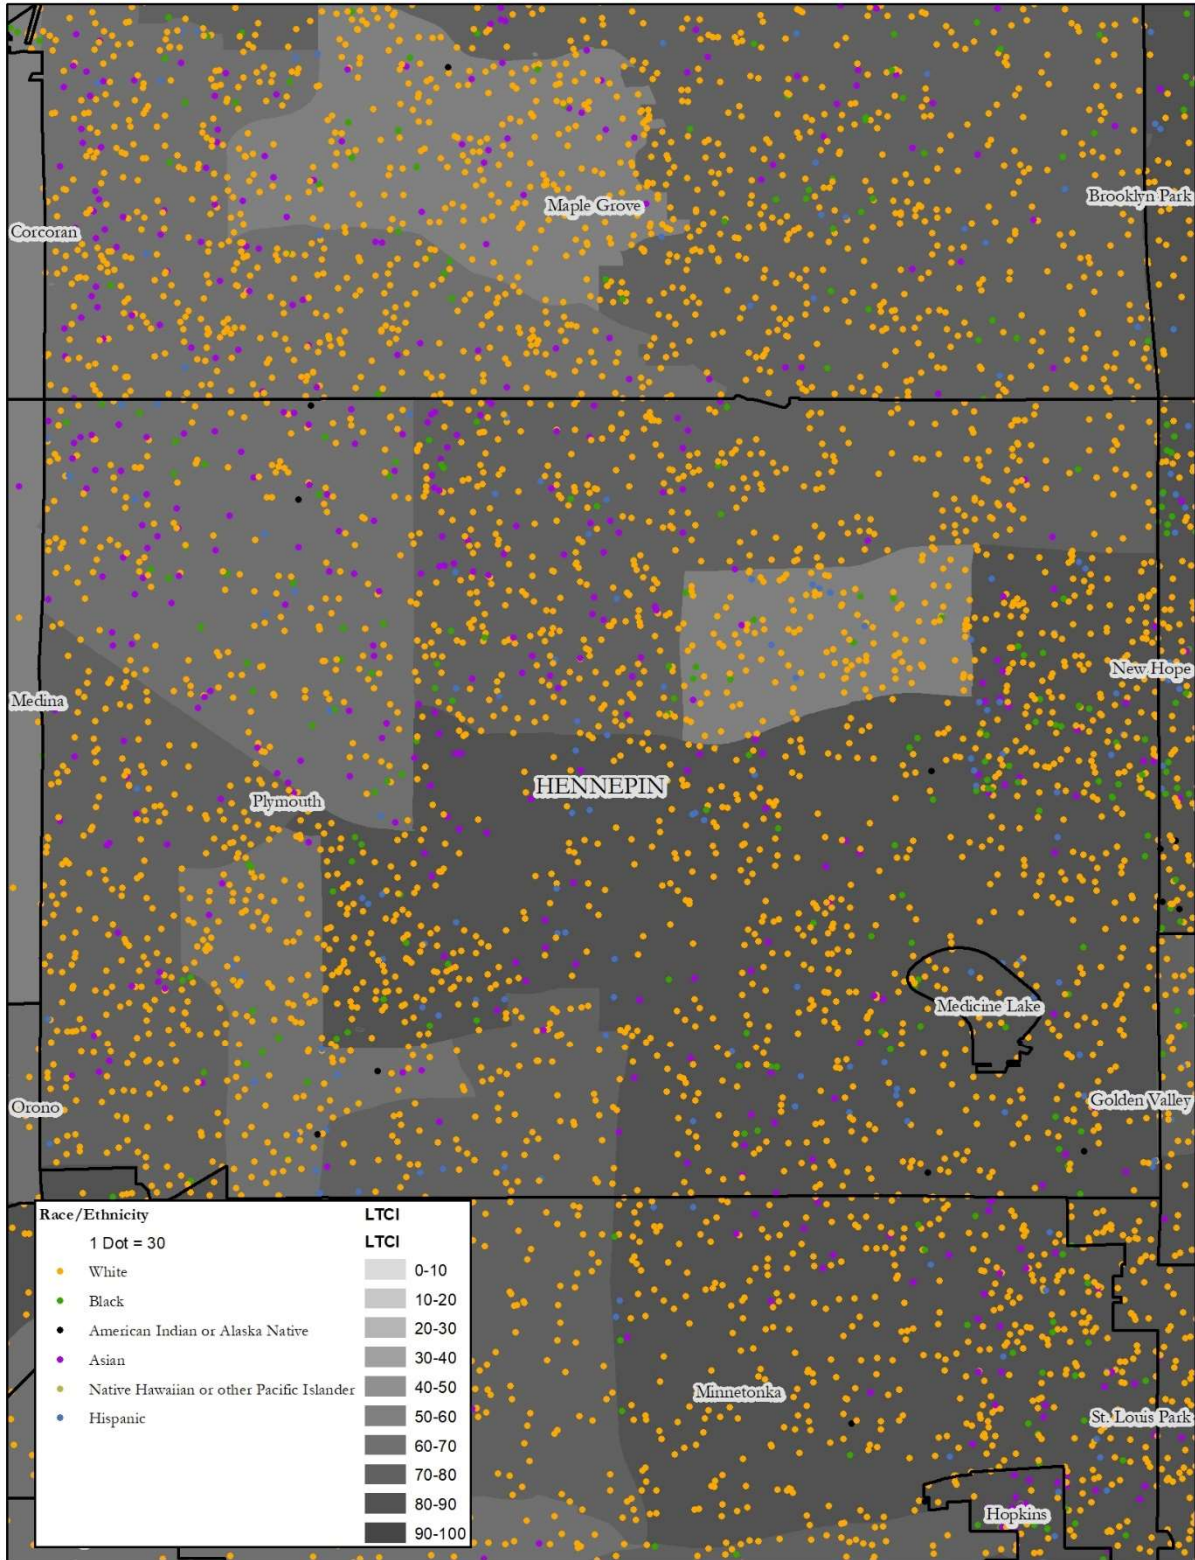 Maple Grove
Brooklyn Park
Corcoran
New Hope
Medina
HENNEPIN
Plymouth
Medicine Lake
Golden Valley
Orono
Race/Ethnicity
1 Dot = 30
White
Black
American Indian or Alaska Native
Asian
Native Hawaiian or other Pacific Islander
Hispanic
LTCI
LTCI
0-10
10-20
20-30
30-40
40-50
50-60
60-70
70-80
80-90
90-100
Minnetonka
St. Louis Park
Hopkins